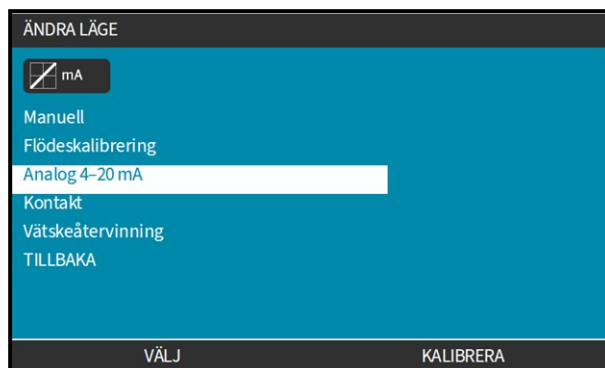 ÄNDRA LÄGE
mA
Manuell
Flödeskalibrering
Analog 4–20 mA
Kontakt
Vätskeåtervinning
TILLBAKA
VÄLJ KALIBRERA